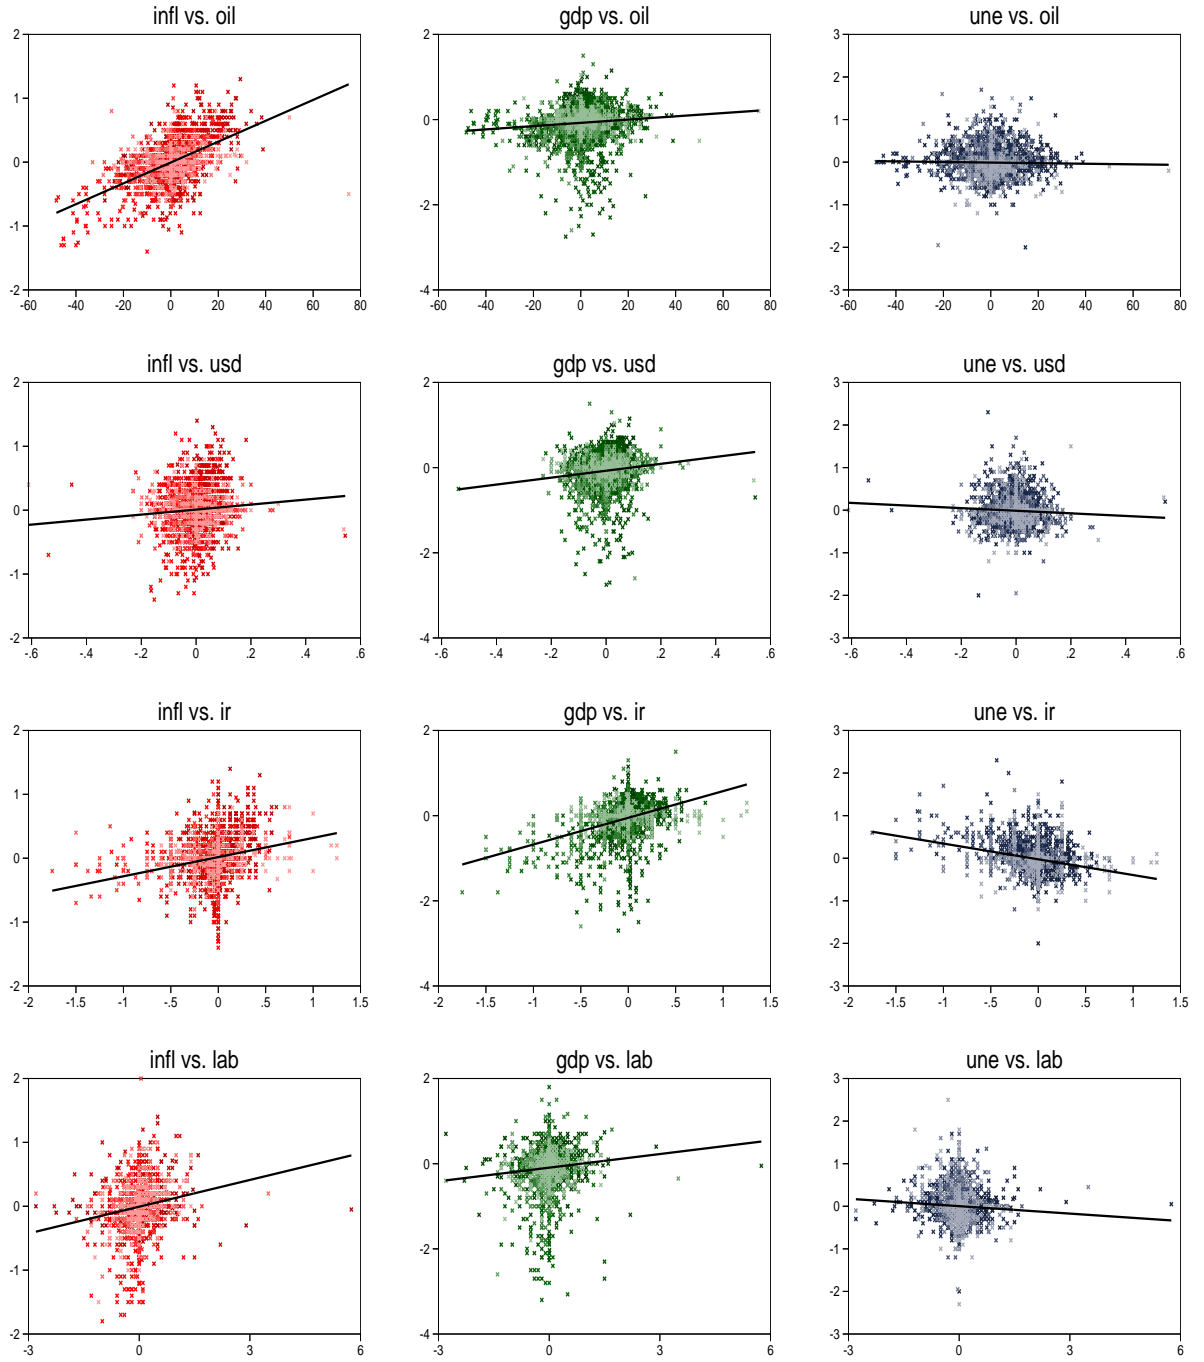 infl vs. oil gdp vs. oil une vs. oil
2 2 3
1 0 2
0 -2 1
-1 -4 0
-2 -1
-2
-3
-60 -40 -20 0 20 40 60 80 -60 -40 -20 0 20 40 60 80 -60 -40 -20 0 20 40 60 80
infl vs. usd gdp vs. usd une vs. usd
2 2 3
1 0 2
0 -2 1
-1 -4 0
-2 -1
-2
-3
-.6 -.4 -.2 0 .2 .4 .6 -.6 -.4 -.2 0 .2 .4 .6 -.6 -.4 -.2 0 .2 .4 .6
infl vs. ir gdp vs. ir une vs. ir
2 2 3
1 0 2
0 -2 1
-1 -4 0
-2 -1
-2
-3
-2 -1.5 -1 -.5 0 .5 1 1.5 -2 -1.5 -1 -.5 0 .5 1 1.5 -2 -1.5 -1 -.5 0 .5 1 1.5
infl vs. lab gdp vs. lab une vs. lab
2 2 3
1 0 2
0 -2 1
-1 -4 0
-2 -1
-2
-3
-3 0 3 6 -3 0 3 6 -3 0 3 6